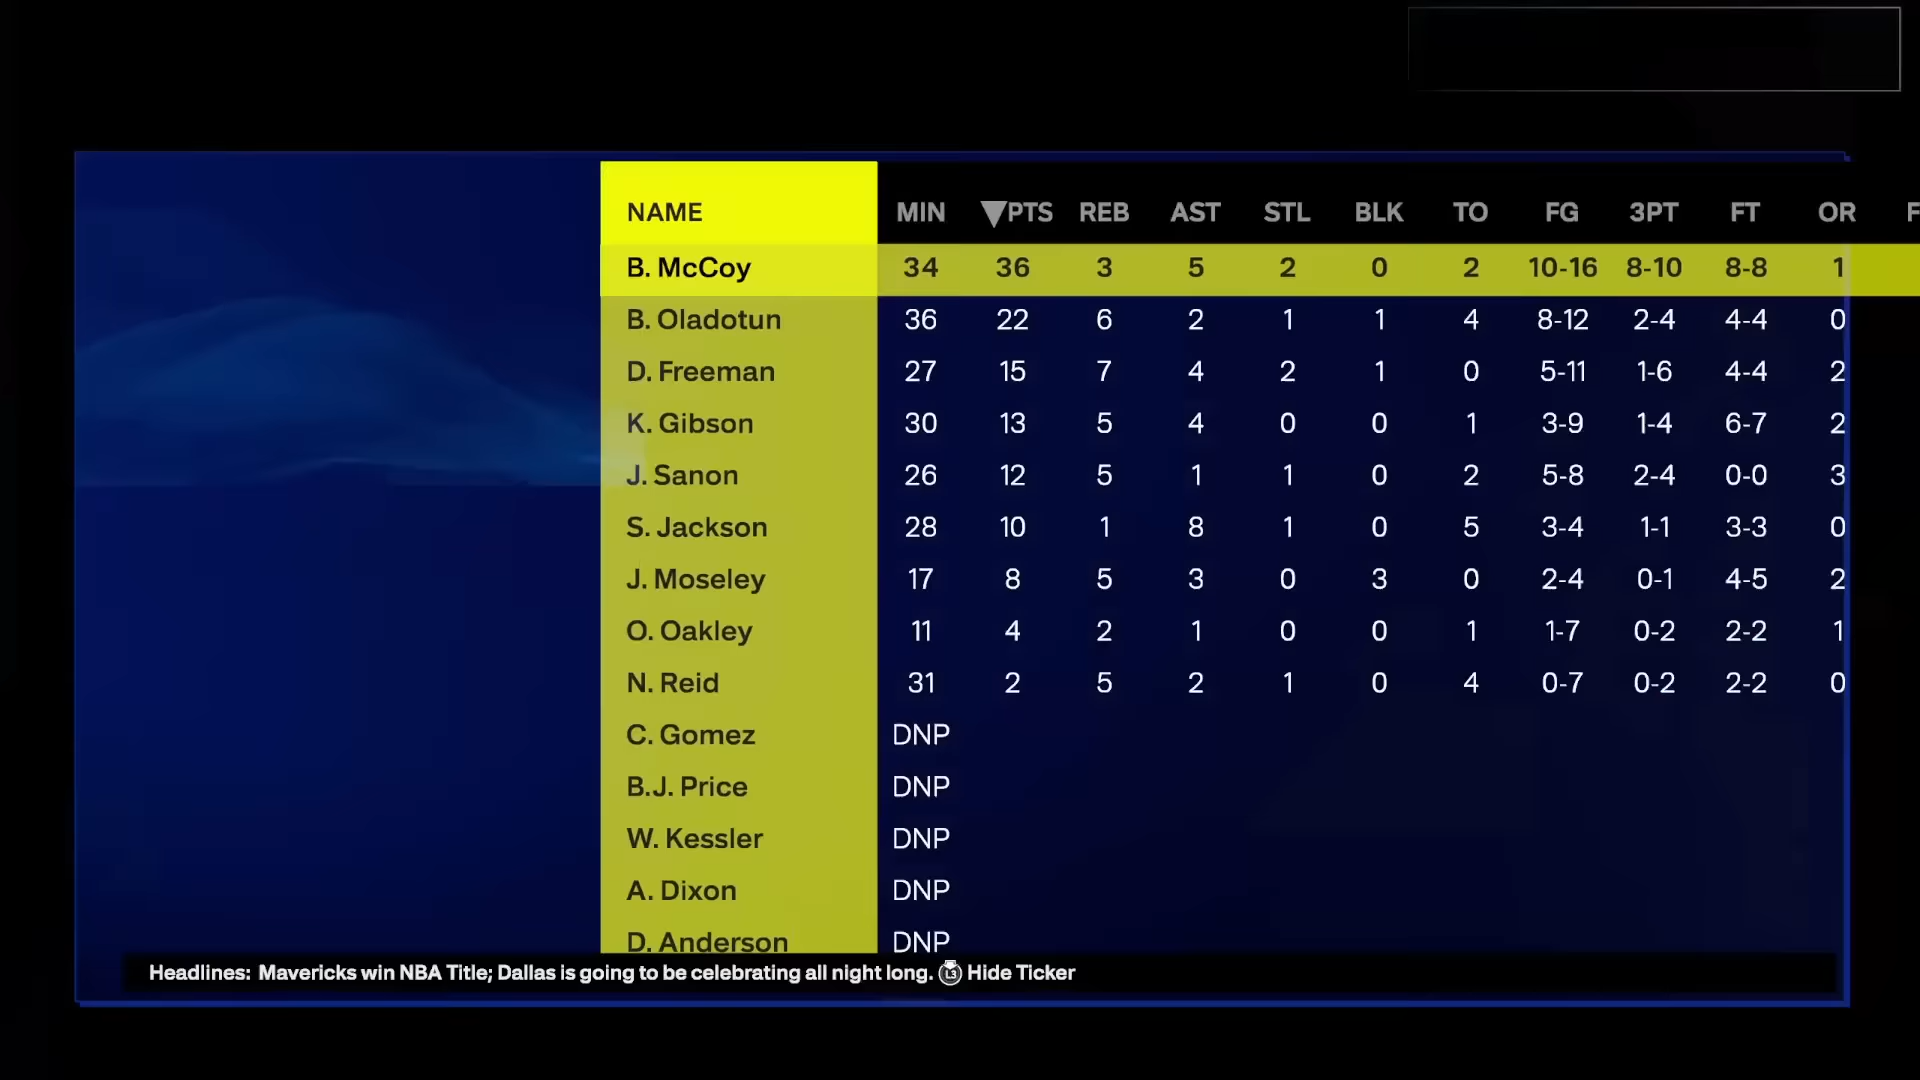 NAME MIN ▼PTS REB AST STL BLK TO FG 3PT FT OR F
B. McCoy 34 36 3 5 2 0 2 10-16 8-10 8-8 1
B. Oladotun 36 22 6 2 1 1 4 8-12 2-4 4-4 0
D. Freeman 27 15 7 4 2 1 0 5-11 1-6 4-4 2
K. Gibson 30 13 5 4 0 0 1 3-9 1-4 6-7 2
J. Sanon 26 12 5 1 1 0 2 5-8 2-4 0-0 3
S. Jackson 28 10 1 8 1 0 5 3-4 1-1 3-3 0
J. Moseley 17 8 5 3 0 3 0 2-4 0-1 4-5 2
O. Oakley 11 4 2 1 0 0 1 1-7 0-2 2-2 1
N. Reid 31 2 5 2 1 0 4 0-7 0-2 2-2 0
C. Gomez DNP
B.J. Price DNP
W. Kessler DNP
A. Dixon DNP
D. Anderson DNP
Headlines: Mavericks win NBA Title; Dallas is going to be celebrating all night long. L3 Hide Ticker